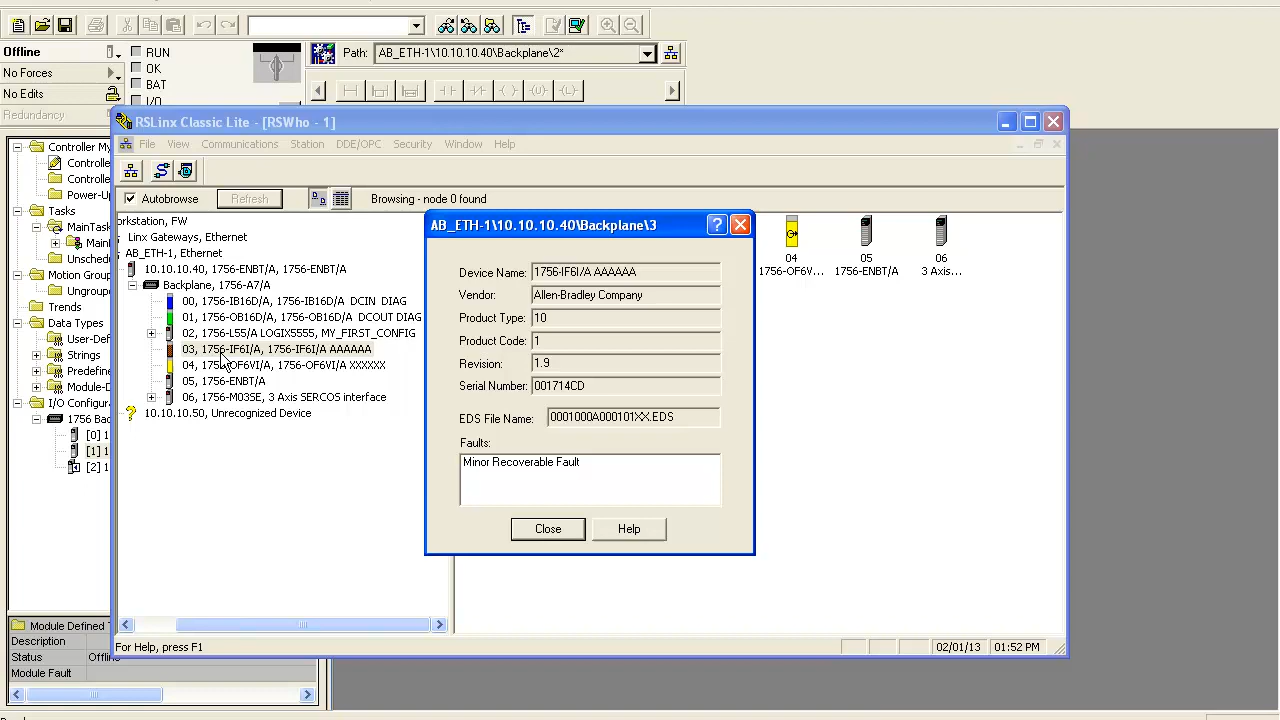 Offline
RUN
No Forces
OK
No Edits
BAT
Redundancy
I/O
Path:
AB_ETH-1\10.10.10.40\Backplane\2*
RSLinx Classic Lite - [RSWho - 1]
File View Communications Station DDE/OPC Security Window Help
Autobrowse
Refresh
Browsing - node 0 found
Controller My
Controlle
Controlle
Power-Up
Tasks
MainTask
Main
Unsched
Motion Group
Ungroup
Trends
Data Types
User-Def
Strings
Predefine
Module-D
I/O Configura
1756 Bac
[0] 1
[1] 1
[2] 1
orkstation, FW
Linx Gateways, Ethernet
AB_ETH-1, Ethernet
10.10.10.40, 1756-ENBT/A, 1756-ENBT/A
Backplane, 1756-A7/A
00, 1756-IB16D/A, 1756-IB16D/A DCIN DIAG
01, 1756-OB16D/A, 1756-OB16D/A DCOUT DIAG
02, 1756-L55/A LOGIX5555, MY_FIRST_CONFIG
03, 1756-IF6I/A, 1756-IF6I/A AAAAAA
04, 1756-OF6VI/A, 1756-OF6VI/A XXXXXX
05, 1756-ENBT/A
06, 1756-M03SE, 3 Axis SERCOS interface
10.10.10.50, Unrecognized Device
04
1756-OF6V...
05
1756-ENBT/A
06
3 Axis...
AB_ETH-1\10.10.10.40\Backplane\3
Device Name: 1756-IF6I/A AAAAAA
Vendor: Allen-Bradley Company
Product Type: 10
Product Code: 1
Revision: 1.9
Serial Number: 001714CD
EDS File Name: 0001000A000101XX.EDS
Faults:
Minor Recoverable Fault
Close
Help
Module Defined T
Description
Status
Offline
Module Fault
For Help, press F1
02/01/13
01:52 PM